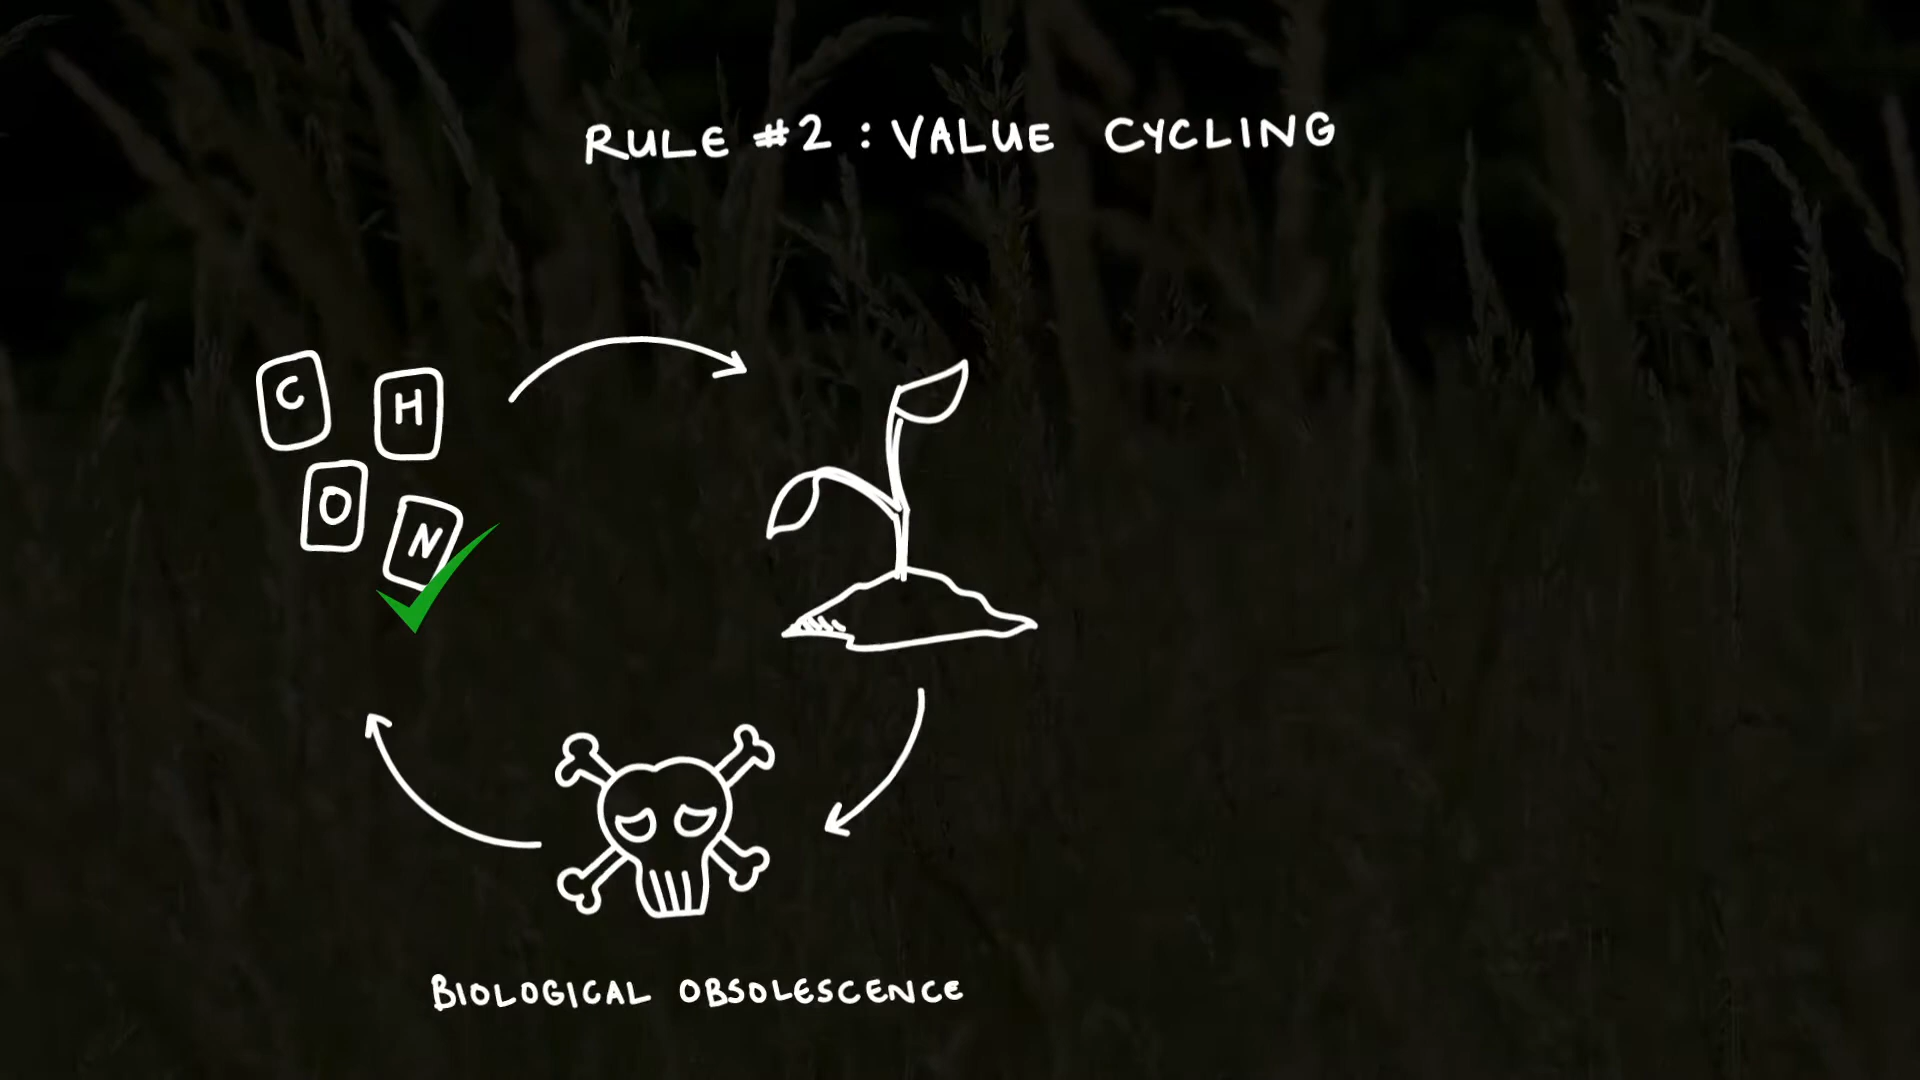 RULE #2 : VALUE CYCLING
C H
O N
BIOLOGICAL OBSOLESCENCE